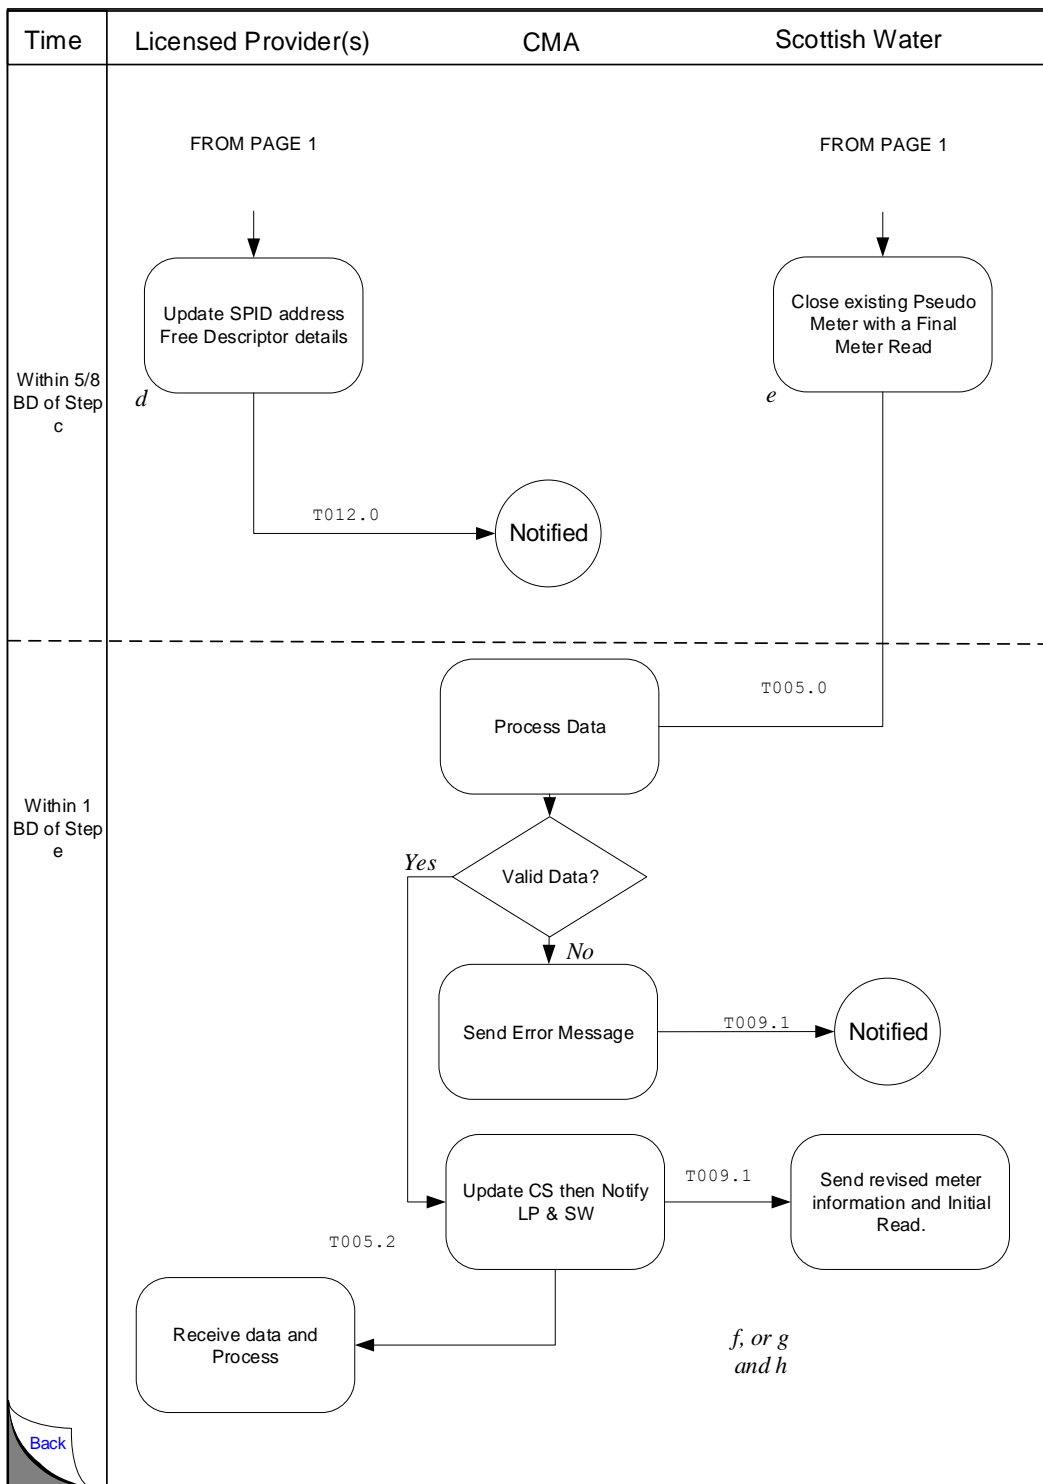 Time
Licensed Provider(s)
CMA
Scottish Water
FROM PAGE 1
FROM PAGE 1
Update SPID address
Free Descriptor details
Close existing Pseudo
Meter with a Final
Meter Read
Within 5/8
BD of Step
c
d
e
T012.0
Notified
T005.0
Process Data
Within 1
BD of Step
e
Yes
Valid Data?
No
Send Error Message
T009.1
Notified
Update CS then Notify
LP & SW
T009.1
Send revised meter
information and Initial
Read.
T005.2
Receive data and
Process
f, or g
and h
Back